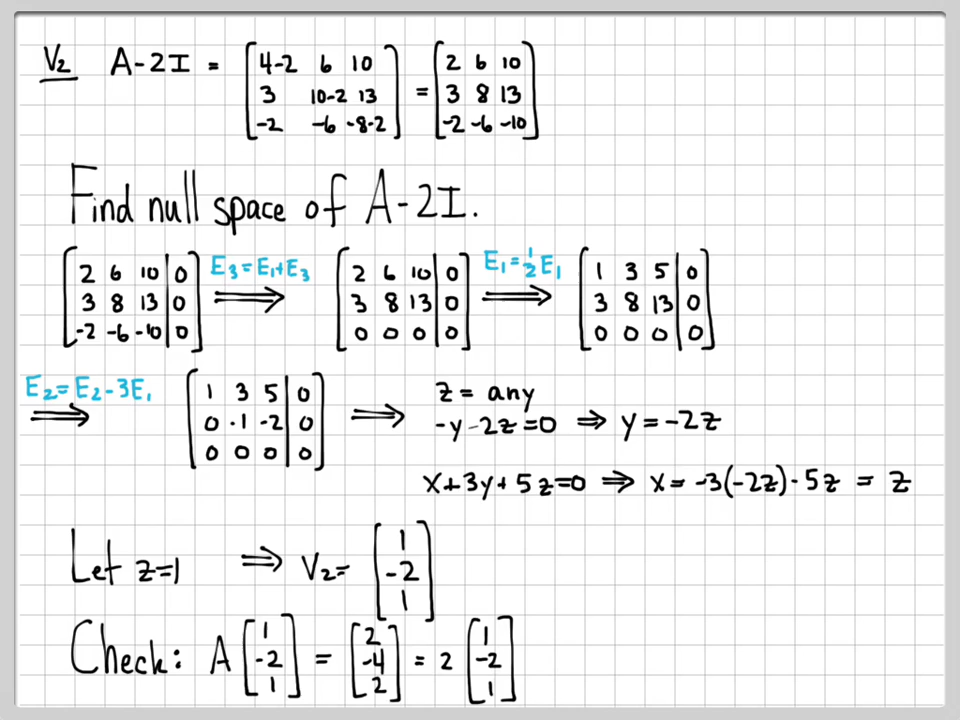 V₂ A-2I = [4-2 6 10; 3 10-2 13; -2 -6 -8-2] = [2 6 10; 3 8 13; -2 -6 -10]
Find null space of A-2I.
[2 6 10 | 0; 3 8 13 | 0; -2 -6 -10 | 0] E₃=E₁+E₃ ⟹ [2 6 10 | 0; 3 8 13 | 0; 0 0 0 | 0] E₁=½E₁ ⟹ [1 3 5 | 0; 3 8 13 | 0; 0 0 0 | 0]
E₂=E₂-3E₁ ⟹ [1 3 5 | 0; 0 -1 -2 | 0; 0 0 0 | 0] ⟹
z = any
-y-2z=0 ⟹ y=-2z
x+3y+5z=0 ⟹ x=-3(-2z)-5z = z
Let z=1 ⟹ V₂= [1; -2; 1]
Check: A [1; -2; 1] = [2; -4; 2] = 2 [1; -2; 1]